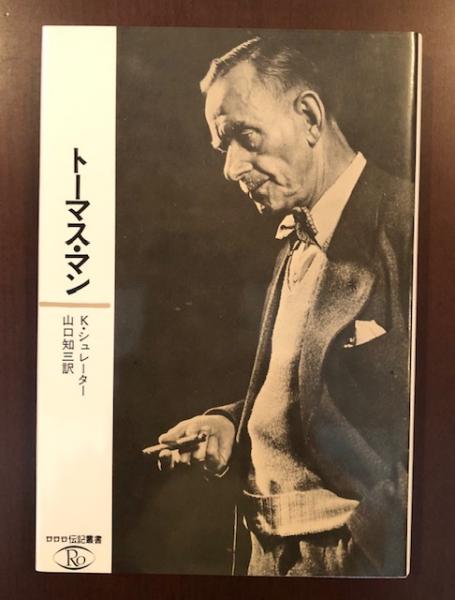 トーマス・マン
K・シュレーター
山口知三訳
ロロロ伝記叢書
Ro